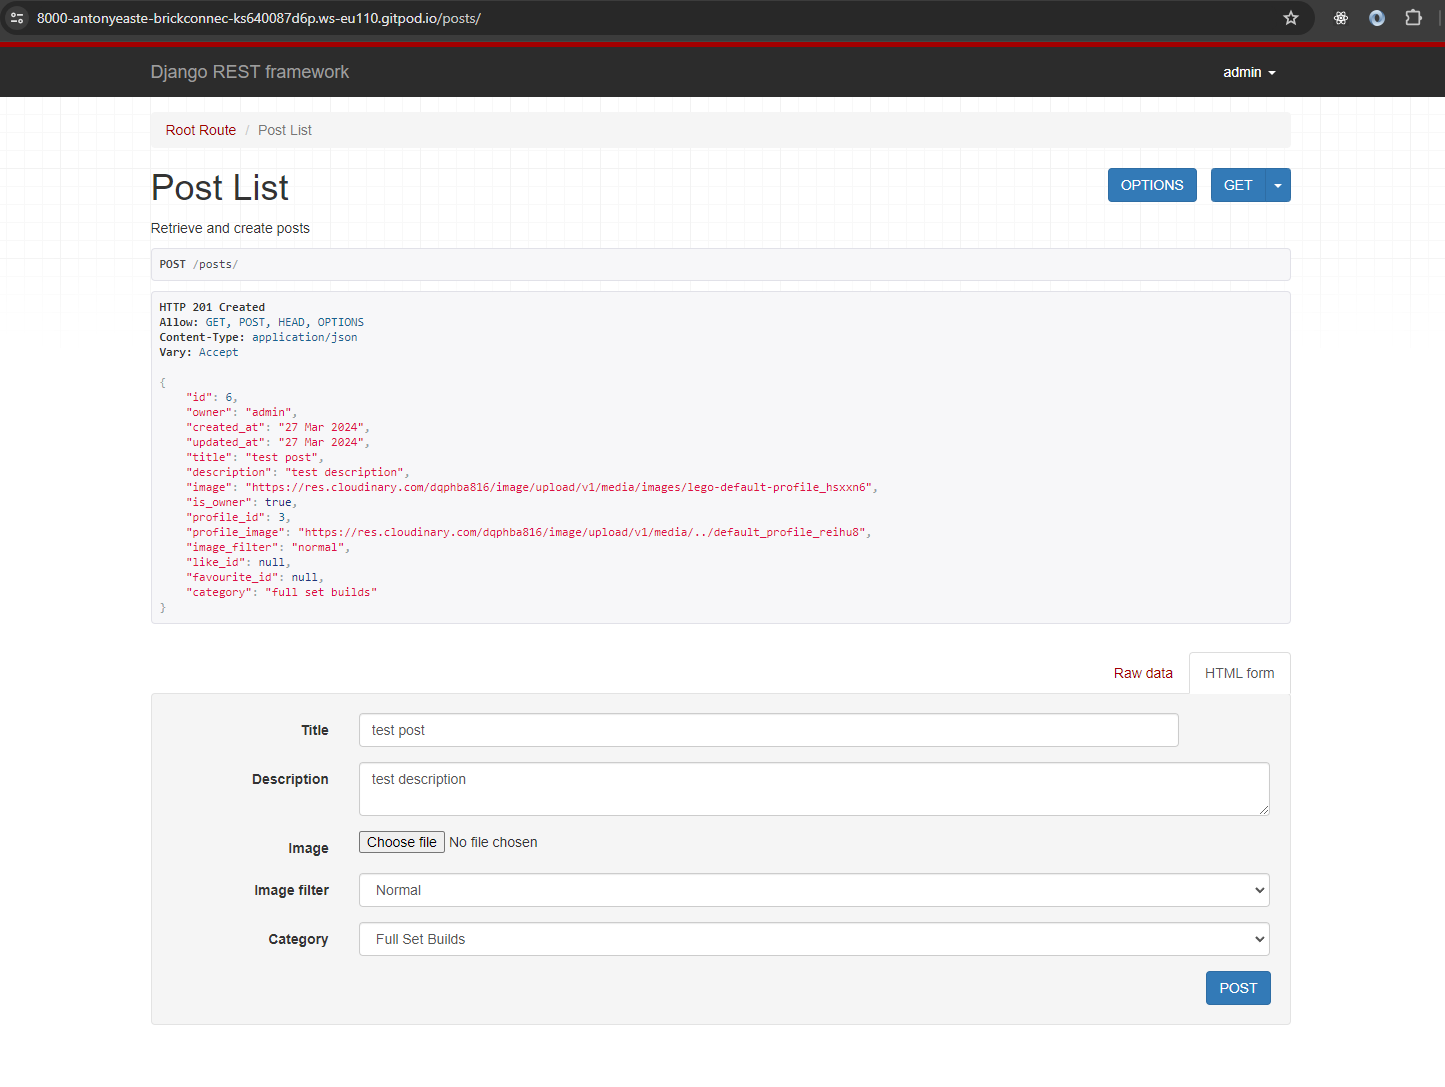 8000-antonyeaste-brickconnec-ks640087d6p.ws-eu110.gitpod.io/posts/
Django REST framework
admin
Root Route / Post List
Post List
OPTIONS
GET
Retrieve and create posts
POST /posts/
HTTP 201 Created
Allow: GET, POST, HEAD, OPTIONS
Content-Type: application/json
Vary: Accept
{
"id": 6,
"owner": "admin",
"created_at": "27 Mar 2024",
"updated_at": "27 Mar 2024",
"title": "test post",
"description": "test description",
"image": "https://res.cloudinary.com/dqphba816/image/upload/v1/media/images/lego-default-profile_hsxxn6",
"is_owner": true,
"profile_id": 3,
"profile_image": "https://res.cloudinary.com/dqphba816/image/upload/v1/media/../default_profile_reihu8",
"image_filter": "normal",
"like_id": null,
"favourite_id": null,
"category": "full set builds"
}
Raw data
HTML form
Title
test post
Description
test description
Image
Choose file No file chosen
Image filter
Normal
Category
Full Set Builds
POST